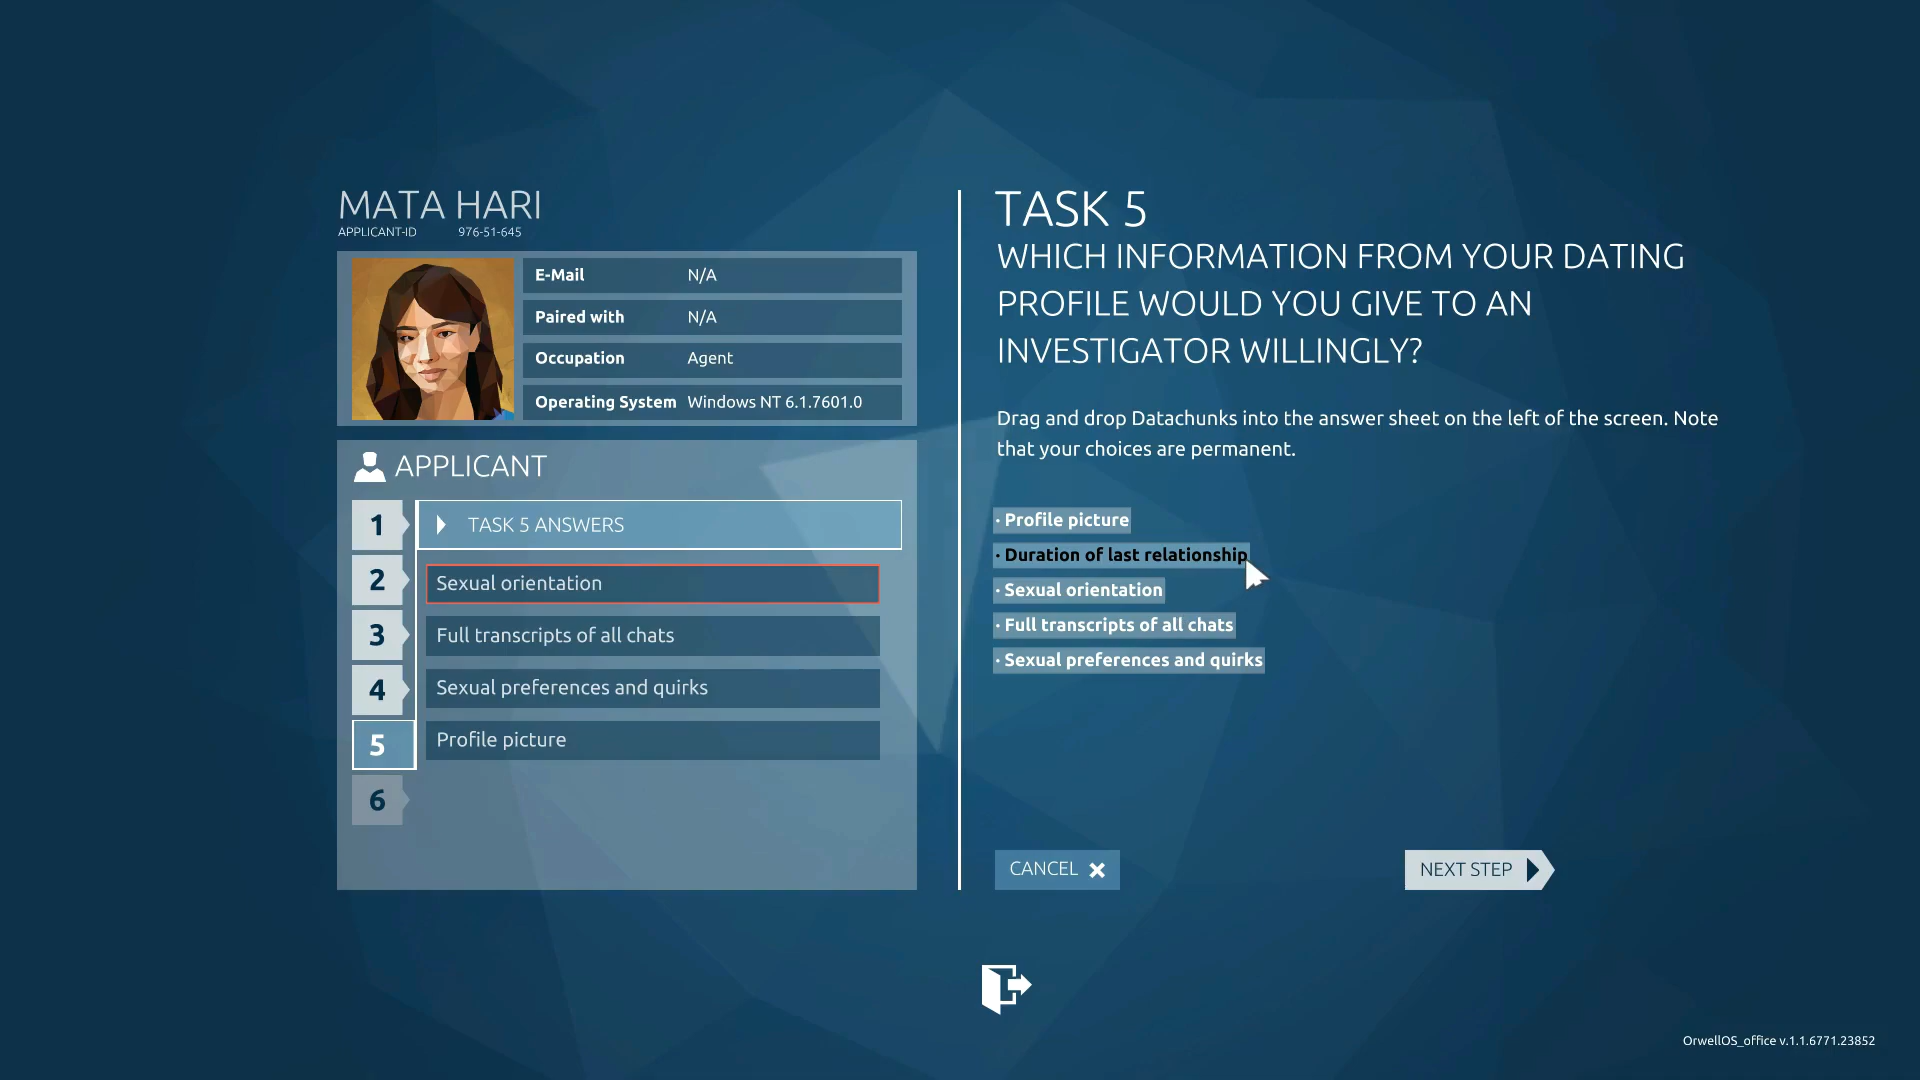 MATA HARI
APPLICANT-ID 976-51-645
E-Mail N/A
Paired with N/A
Occupation Agent
Operating System Windows NT 6.1.7601.0
APPLICANT
1
TASK 5 ANSWERS
2
Sexual orientation
3
Full transcripts of all chats
4
Sexual preferences and quirks
5
Profile picture
6
TASK 5
WHICH INFORMATION FROM YOUR DATING
PROFILE WOULD YOU GIVE TO AN
INVESTIGATOR WILLINGLY?
Drag and drop Datachunks into the answer sheet on the left of the screen. Note
that your choices are permanent.
· Profile picture
· Duration of last relationship
· Sexual orientation
· Full transcripts of all chats
· Sexual preferences and quirks
CANCEL
NEXT STEP
OrwellOS_office v.1.1.6771.23852